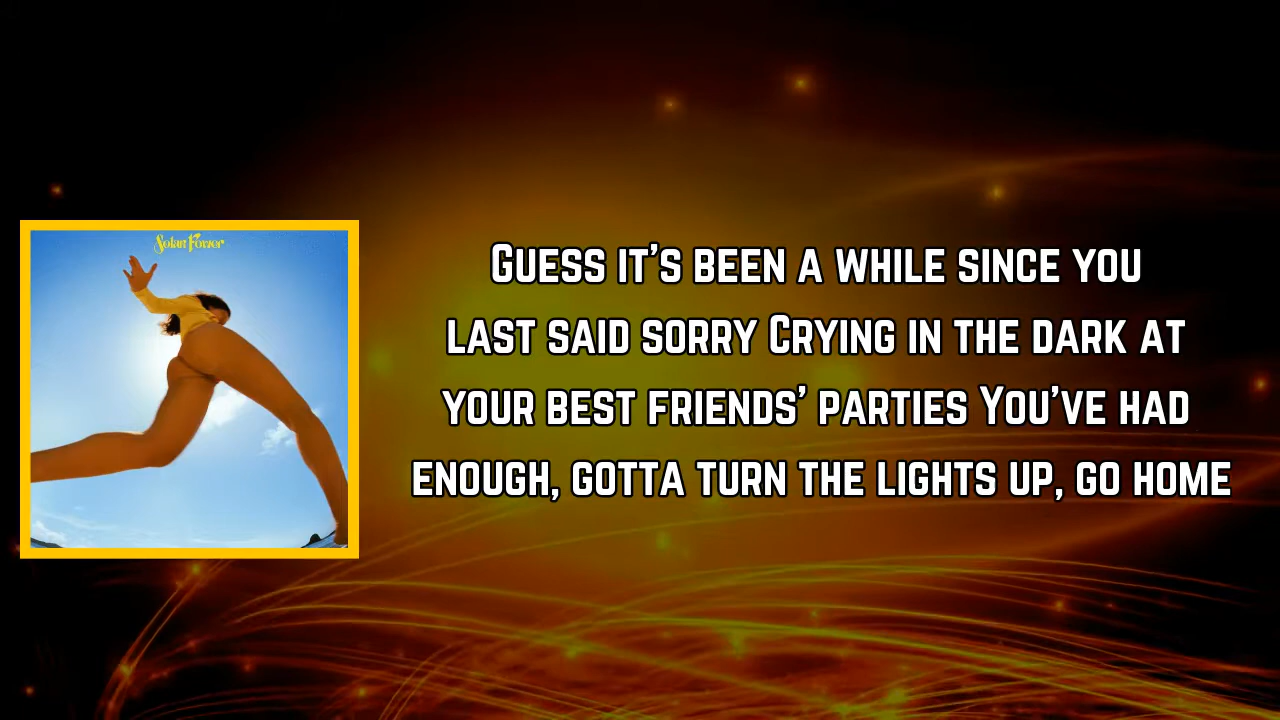 Solar Power
Guess it's been a while since you
last said sorry Crying in the dark at
your best friends' parties You've had
enough, gotta turn the lights up, go home